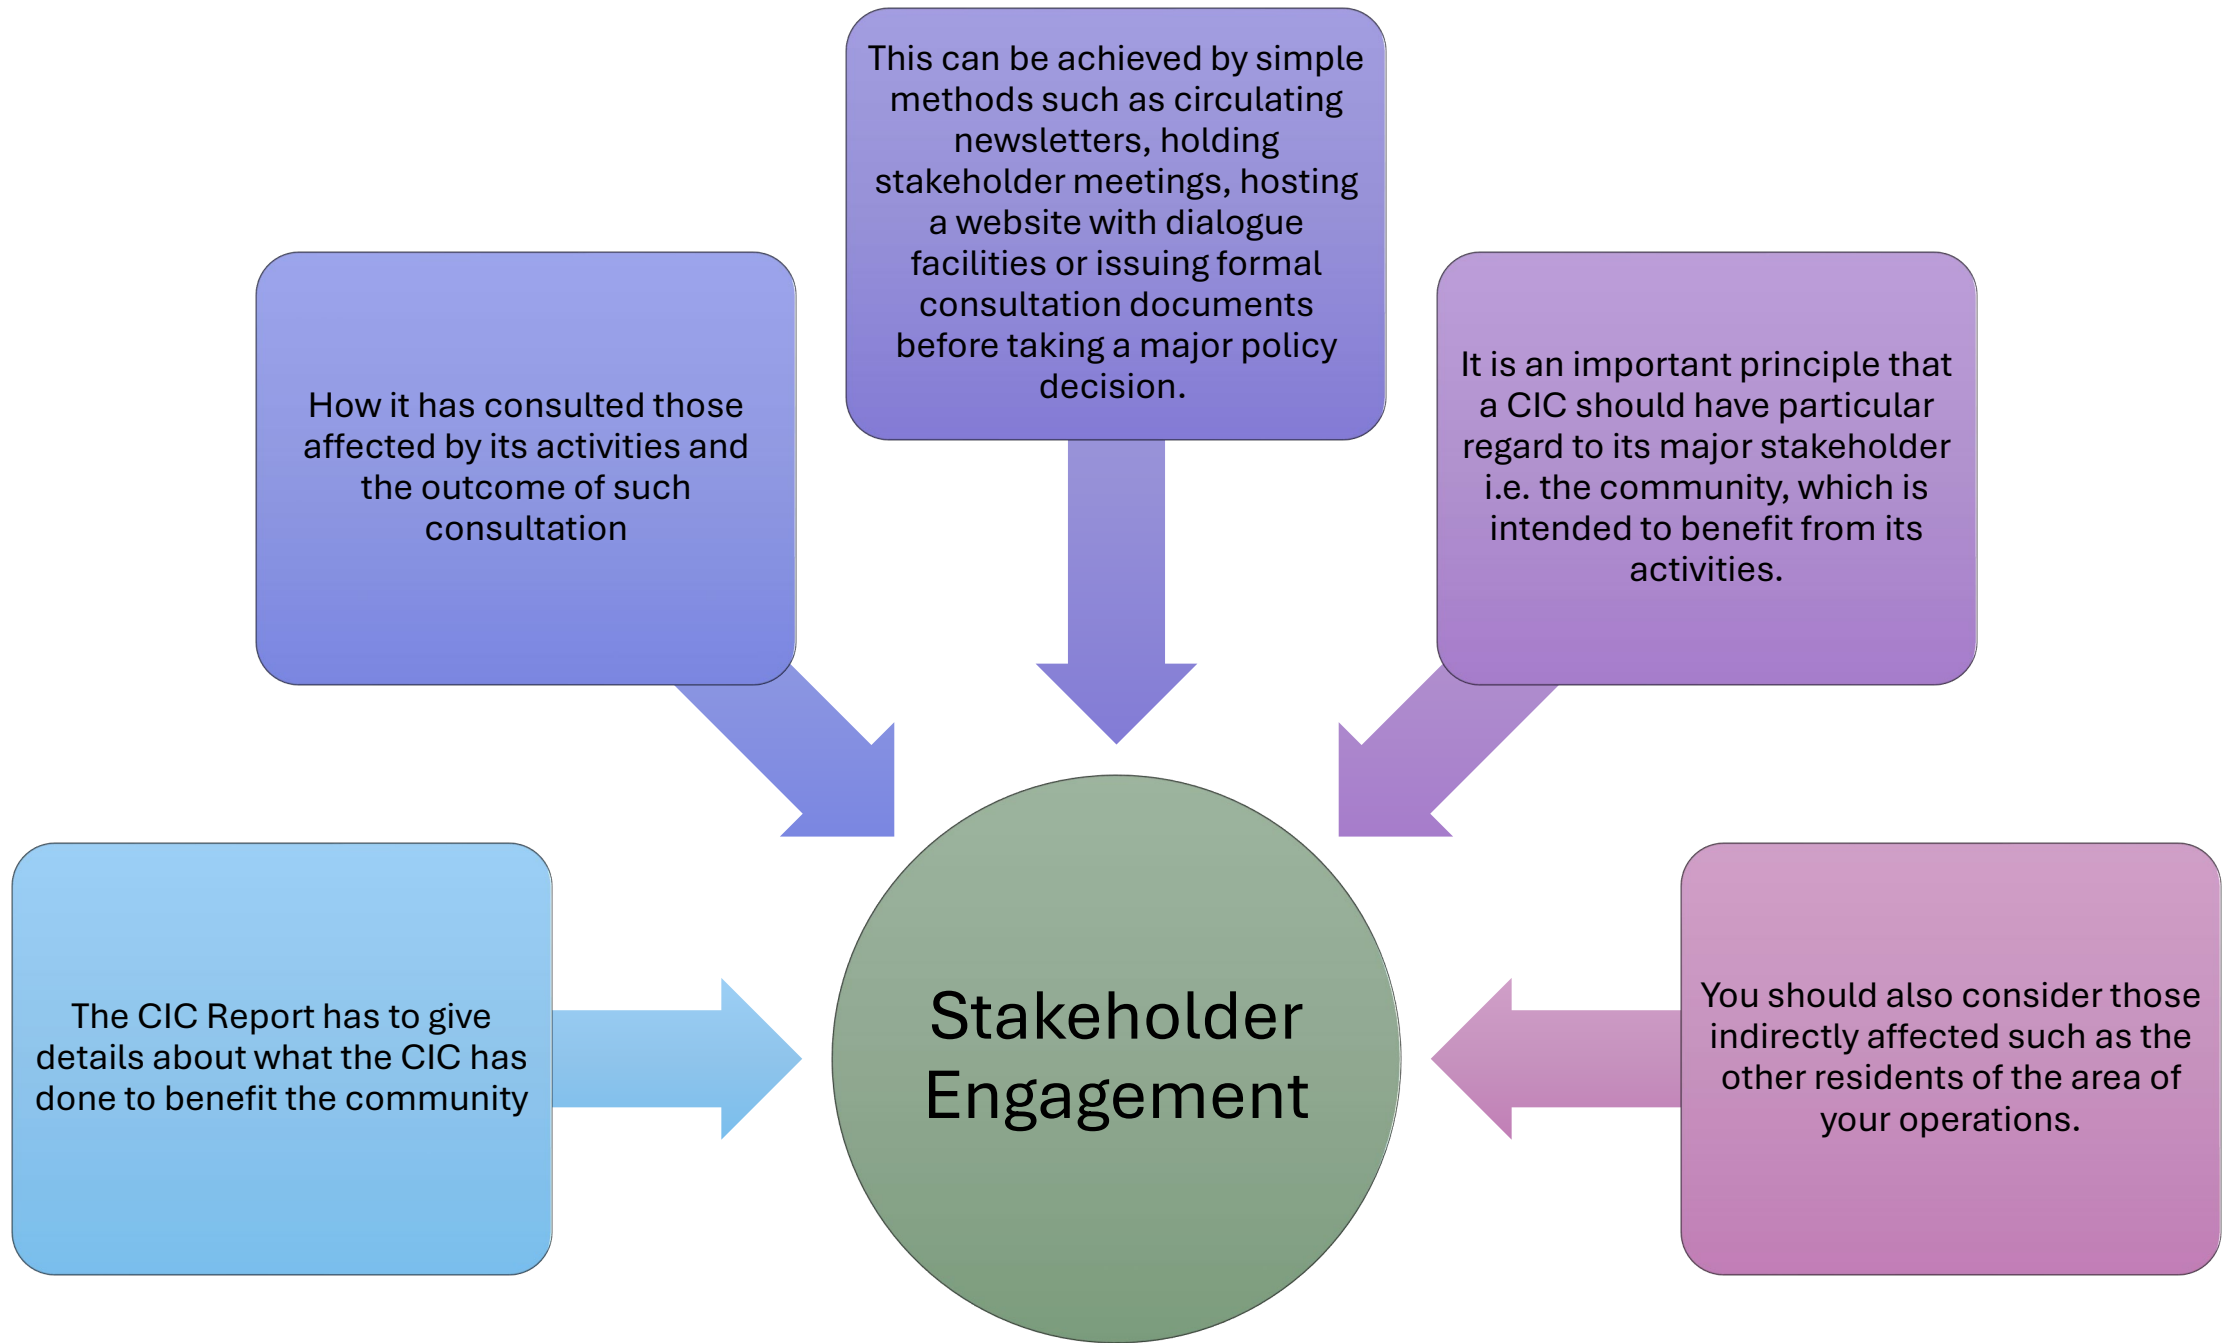 The CIC Report has to give
details about what the CIC has
done to benefit the community
How it has consulted those
affected by its activities and
the outcome of such
consultation
This can be achieved by simple
methods such as circulating
newsletters, holding
stakeholder meetings, hosting
a website with dialogue
facilities or issuing formal
consultation documents
before taking a major policy
decision.
It is an important principle that
a CIC should have particular
regard to its major stakeholder
i.e. the community, which is
intended to benefit from its
activities.
You should also consider those
indirectly affected such as the
other residents of the area of
your operations.
Stakeholder
Engagement